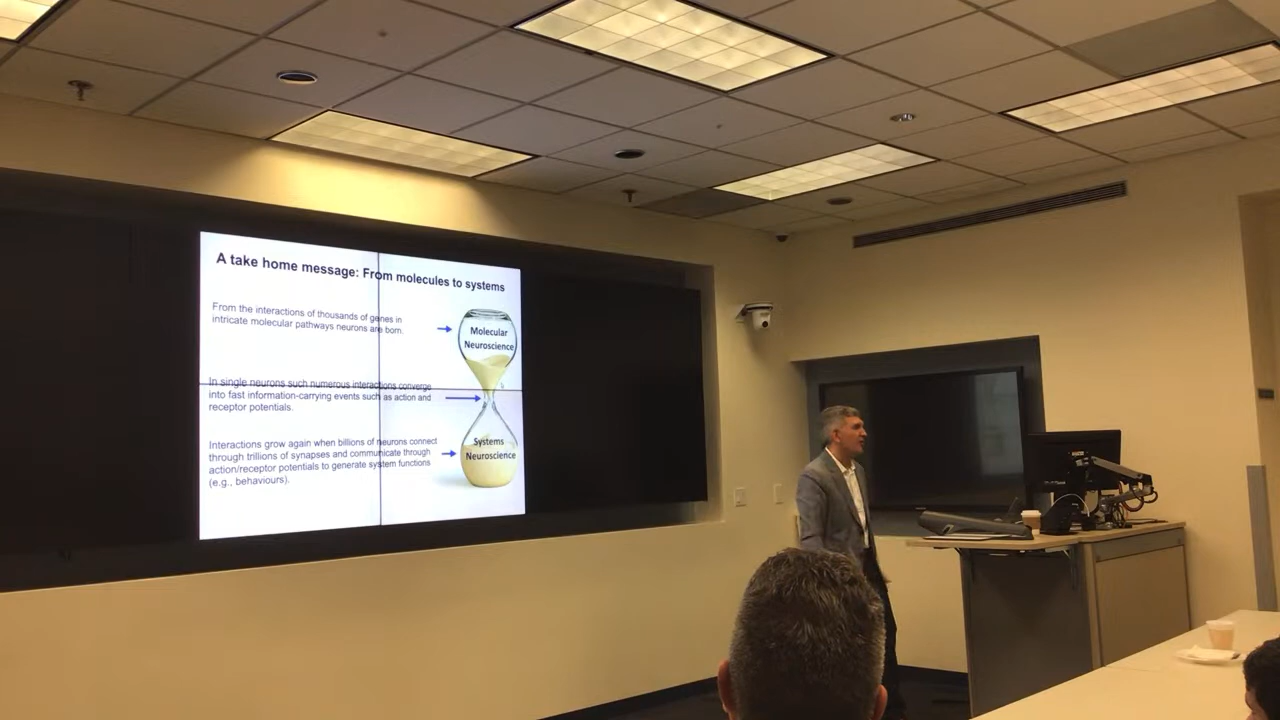 A take home message: From molecules to systems
From the interactions of thousands of genes in
intricate molecular pathways neurons are born.
Molecular
Neuroscience
In single neurons such numerous interactions converge
into fast information-carrying events such as action and
receptor potentials.
Interactions grow again when billions of neurons connect
through trillions of synapses and communicate through
action/receptor potentials to generate system functions
(e.g., behaviours).
Systems
Neuroscience